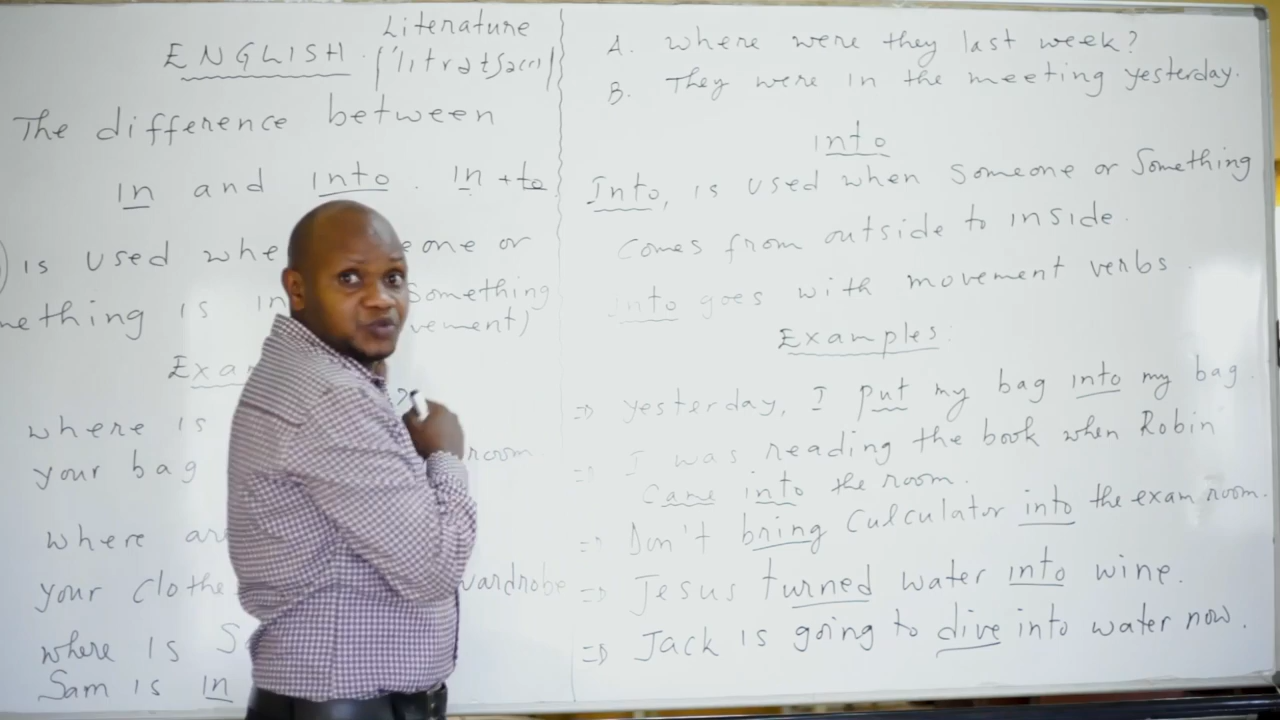 ENGLISH
Literature
The difference between
in and into. in + to
is used whe eone or
ething is in Something
vement)
Exa
where is
your bag room
where ar
your clothe wardrobe
where is S
Sam is in
A. where were they last week?
B. They were in the meeting yesterday.
into
Into, is used when Someone or Something
Comes from outside to inside.
into goes with movement verbs.
Examples:
⇒ yesterday, I put my bag into my bag.
⇒ I was reading the book when Robin
Came into the room.
⇒ Don't bring Culculator into the exam room.
⇒ Jesus turned water into wine.
⇒ Jack is going to dive into water now.